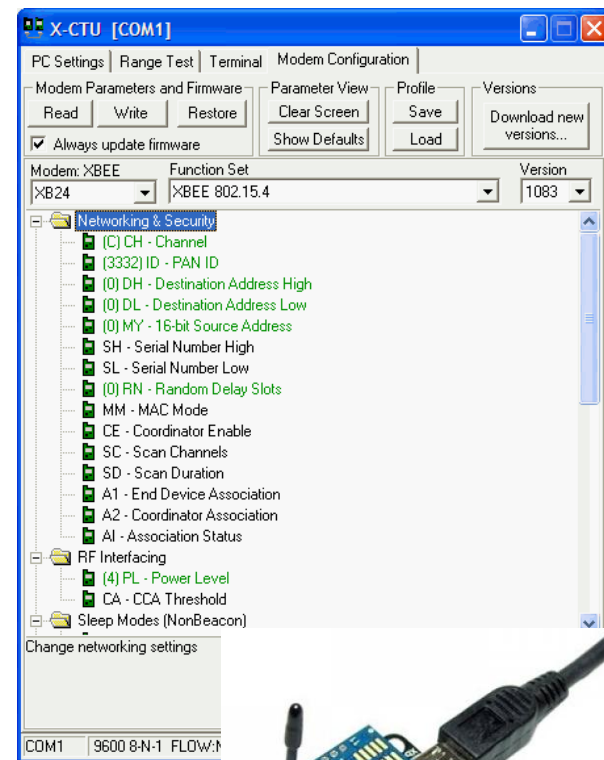 X-CTU [COM1]
PC Settings Range Test Terminal Modem Configuration
Modem Parameters and Firmware Parameter View Profile Versions
Read Write Restore Clear Screen Save Download new versions...
Always update firmware Show Defaults Load
Modem: XBEE Function Set Version
XB24 XBEE 802.15.4 1083
Networking & Security
(C) CH - Channel
(3332) ID - PAN ID
(0) DH - Destination Address High
(0) DL - Destination Address Low
(0) MY - 16-bit Source Address
SH - Serial Number High
SL - Serial Number Low
(0) RN - Random Delay Slots
MM - MAC Mode
CE - Coordinator Enable
SC - Scan Channels
SD - Scan Duration
A1 - End Device Association
A2 - Coordinator Association
AI - Association Status
RF Interfacing
(4) PL - Power Level
CA - CCA Threshold
Sleep Modes (NonBeacon)
Change networking settings
COM1 9600 8-N-1 FLOW: